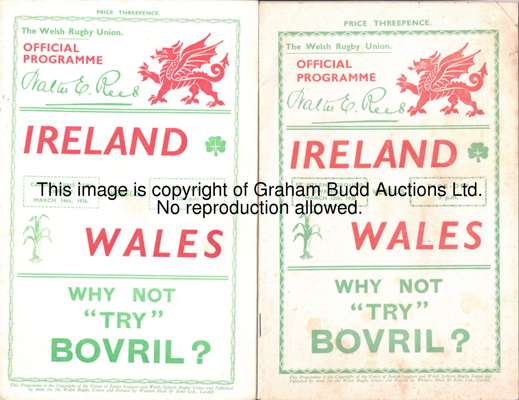 PRICE THREEPENCE.
The Welsh Rugby Union.
OFFICIAL
PROGRAMME
Walter E. Rees
IRELAND
MARCH 14th, 1936
WALES
WHY NOT
"TRY"
BOVRIL?
PRICE THREEPENCE.
The Welsh Rugby Union.
OFFICIAL
PROGRAMME
Walter E. Rees
IRELAND
WALES
WHY NOT
"TRY"
BOVRIL?
This image is copyright of Graham Budd Auctions Ltd.
No reproduction allowed.